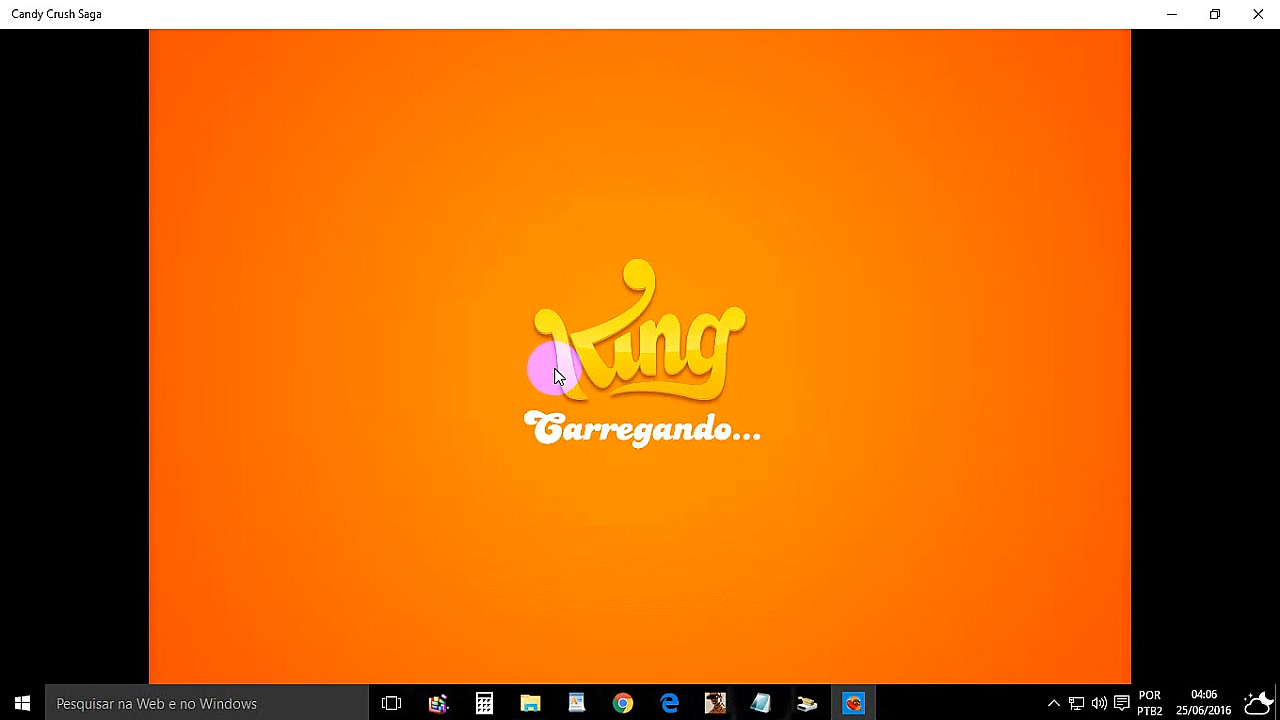 Candy Crush Saga
King
Carregando...
Pesquisar na Web e no Windows
POR
PTB2
04:06
25/06/2016